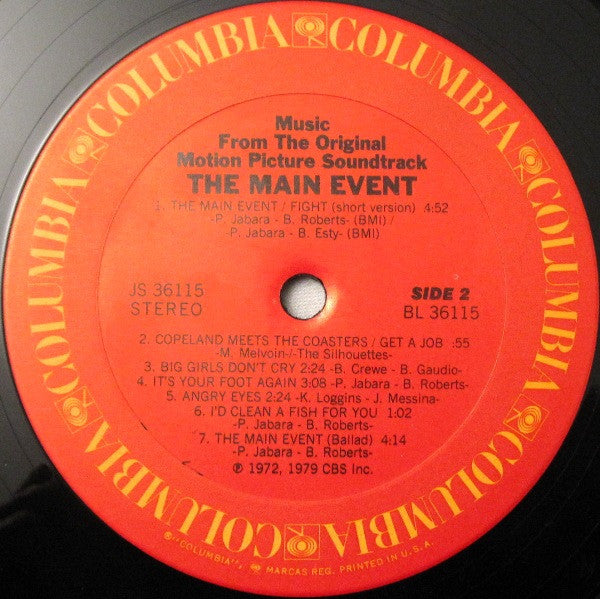 COLUMBIA COLUMBIA COLUMBIA COLUMBIA COLUMBIA COLUMBIA
Music
From The Original
Motion Picture Soundtrack
THE MAIN EVENT
1. THE MAIN EVENT / FIGHT (short version) 4:52
-P. Jabara - B. Roberts- (BMI) /
-P. Jabara - B. Esty- (BMI)
JS 36115
STEREO
SIDE 2
BL 36115
2. COPELAND MEETS THE COASTERS / GET A JOB :55
-M. Melvoin-/-The Silhouettes-
3. BIG GIRLS DON'T CRY 2:24 -B. Crewe - B. Gaudio-
4. IT'S YOUR FOOT AGAIN 3:08 -P. Jabara - B. Roberts-
5. ANGRY EYES 2:24 -K. Loggins - J. Messina-
6. I'D CLEAN A FISH FOR YOU 1:02
-P. Jabara - B. Roberts-
7. THE MAIN EVENT (Ballad) 4:14
-P. Jabara - B. Roberts-
℗ 1972, 1979 CBS Inc.
®"COLUMBIA", MARCAS REG. PRINTED IN U.S.A.